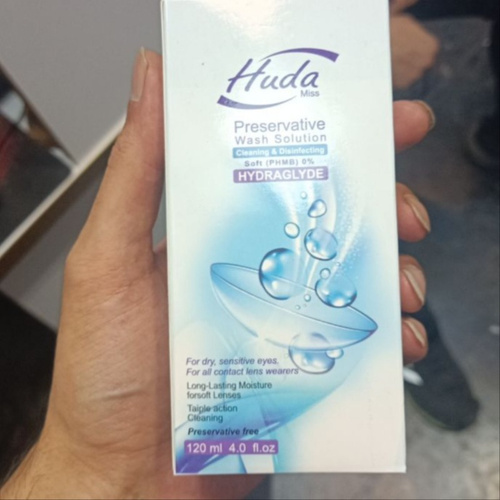 Huda
Miss
Preservative
Wash Solution
Cleaning & Disinfecting
Soft (PHMB) 0%
HYDRAGLYDE
For dry, sensitive eyes.
For all contact lens wearers
Long-Lasting Moisture
forsoft Lenses
Taiple action
Cleaning
Preservative free
120 ml 4.0 fl.oz